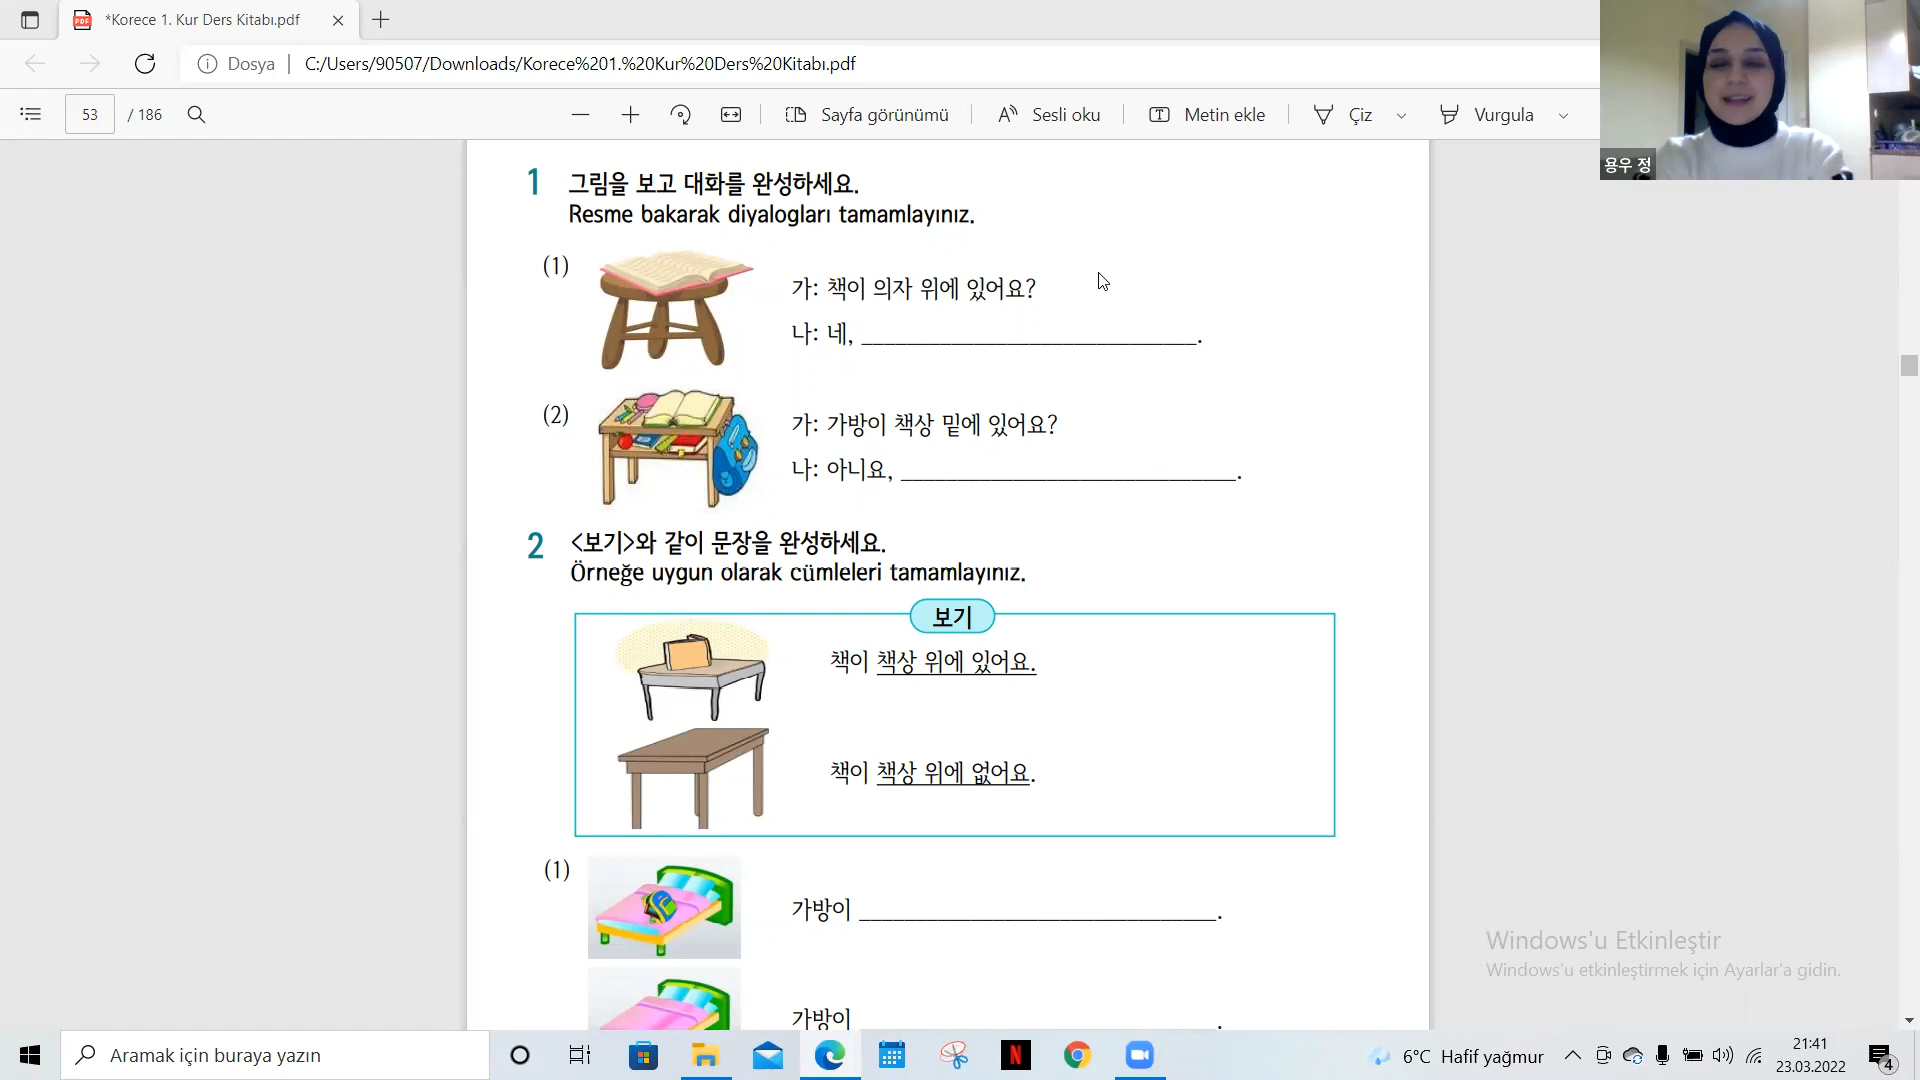 *Korece 1. Kur Ders Kitabı.pdf
Dosya | C:/Users/90507/Downloads/Korece%201.%20Kur%20Ders%20Kitabı.pdf
53 / 186
Sayfa görünümü
Sesli oku
Metin ekle
Çiz
Vurgula
용우 정
1 그림을 보고 대화를 완성하세요.
Resme bakarak diyalogları tamamlayınız.
(1)
가: 책이 의자 위에 있어요?
나: 네, ______________________________.
(2)
가: 가방이 책상 밑에 있어요?
나: 아니요, ______________________________.
2 <보기>와 같이 문장을 완성하세요.
Örneğe uygun olarak cümleleri tamamlayınız.
보기
책이 책상 위에 있어요.
책이 책상 위에 없어요.
(1)
가방이 ______________________________.
가방이 .
Windows'u Etkinleştir
Windows'u etkinleştirmek için Ayarlar'a gidin.
Aramak için buraya yazın
6°C Hafif yağmur
21:41
23.03.2022
4